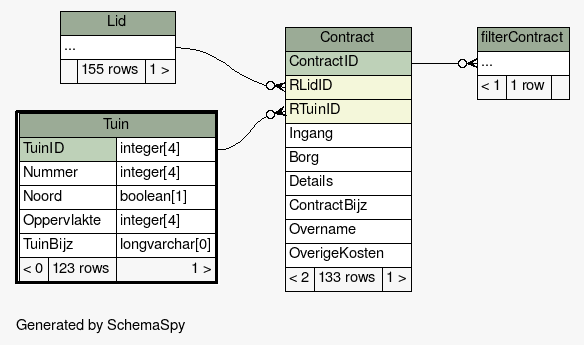 Lid
...
155 rows 1 >
Contract
ContractID
RLidID
RTuinID
Ingang
Borg
Details
ContractBijz
Overname
OverigeKosten
< 2 133 rows 1 >
filterContract
...
< 1 1 row
Tuin
TuinID integer[4]
Nummer integer[4]
Noord boolean[1]
Oppervlakte integer[4]
TuinBijz longvarchar[0]
< 0 123 rows 1 >
Generated by SchemaSpy